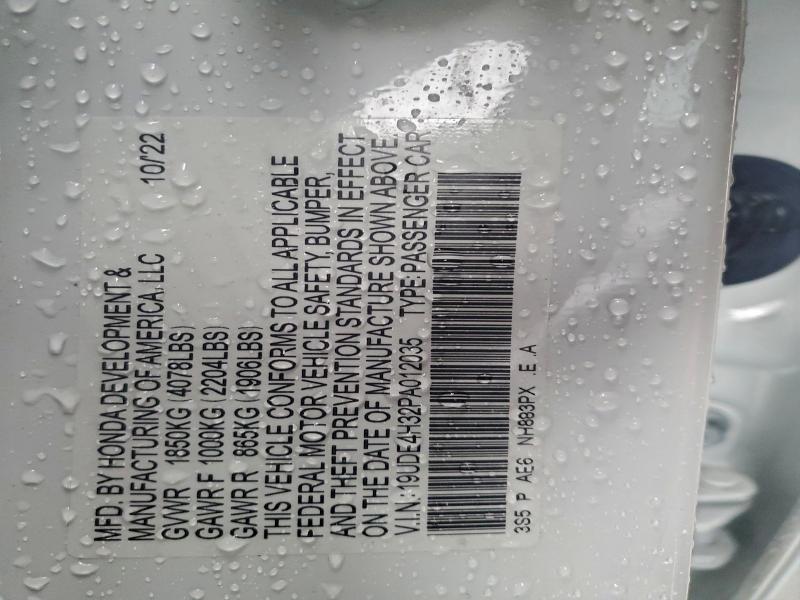 MFD. BY HONDA DEVELOPMENT &
MANUFACTURING OF AMERICA, LLC 10/'22
GVWR 1850KG (4078LBS)
GAWR F 1000KG (2204LBS)
GAWR R 865KG (1906LBS)
THIS VEHICLE CONFORMS TO ALL APPLICABLE
FEDERAL MOTOR VEHICLE SAFETY, BUMPER,
AND THEFT PREVENTION STANDARDS IN EFFECT
ON THE DATE OF MANUFACTURE SHOWN ABOVE.
V.I.N.:19UDE4H32PA012035 TYPE:PASSENGER CAR
3S5 P AE6 NH883PX E.A